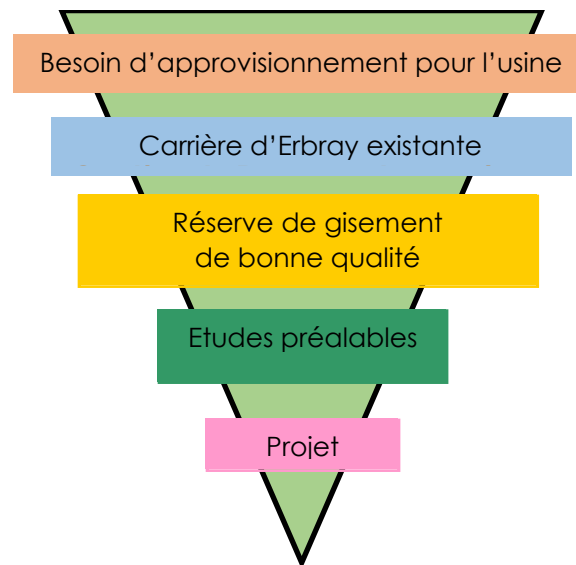 Besoin d'approvisionnement pour l'usine
Carrière d'Erbray existante
Réserve de gisement
de bonne qualité
Etudes préalables
Projet